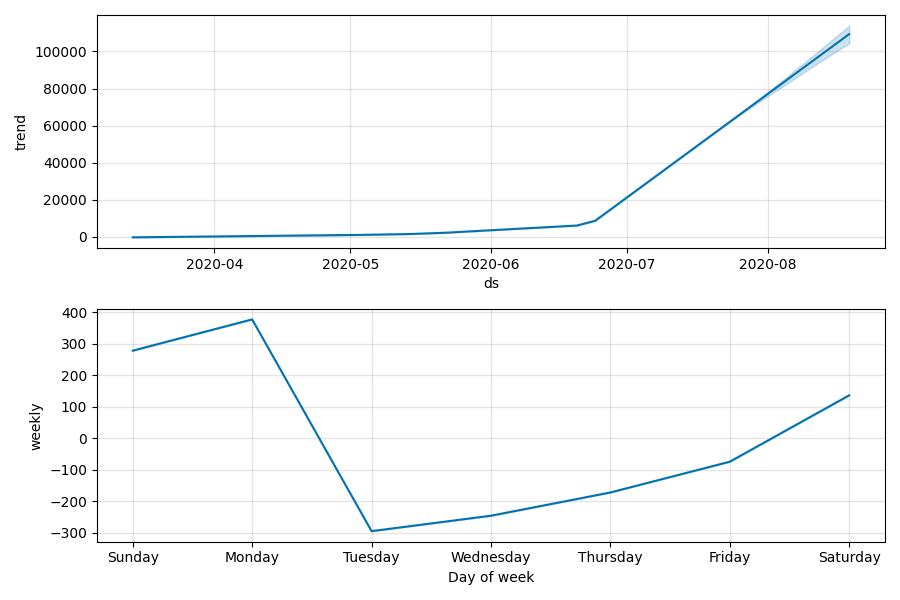 100000
80000
60000
40000
20000
0
trend
2020-04 2020-05 2020-06 2020-07 2020-08
ds
400
300
200
100
0
−100
−200
−300
weekly
Sunday Monday Tuesday Wednesday Thursday Friday Saturday
Day of week